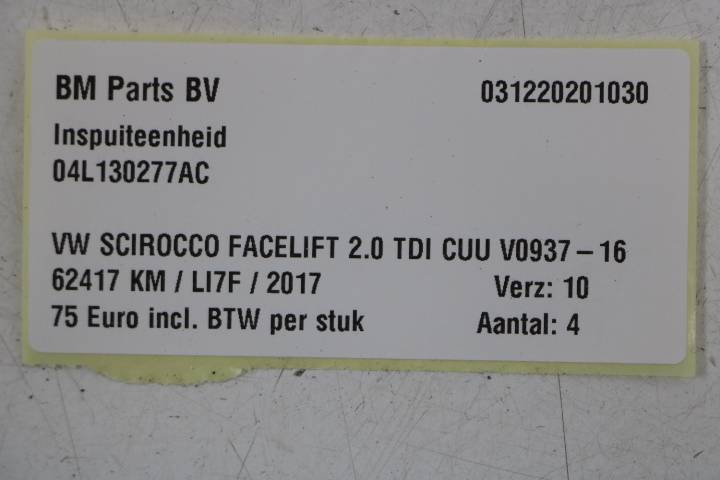 BM Parts BV 031220201030
Inspuiteenheid
04L130277AC
VW SCIROCCO FACELIFT 2.0 TDI CUU V0937-16
62417 KM / LI7F / 2017 Verz: 10
75 Euro incl. BTW per stuk Aantal: 4